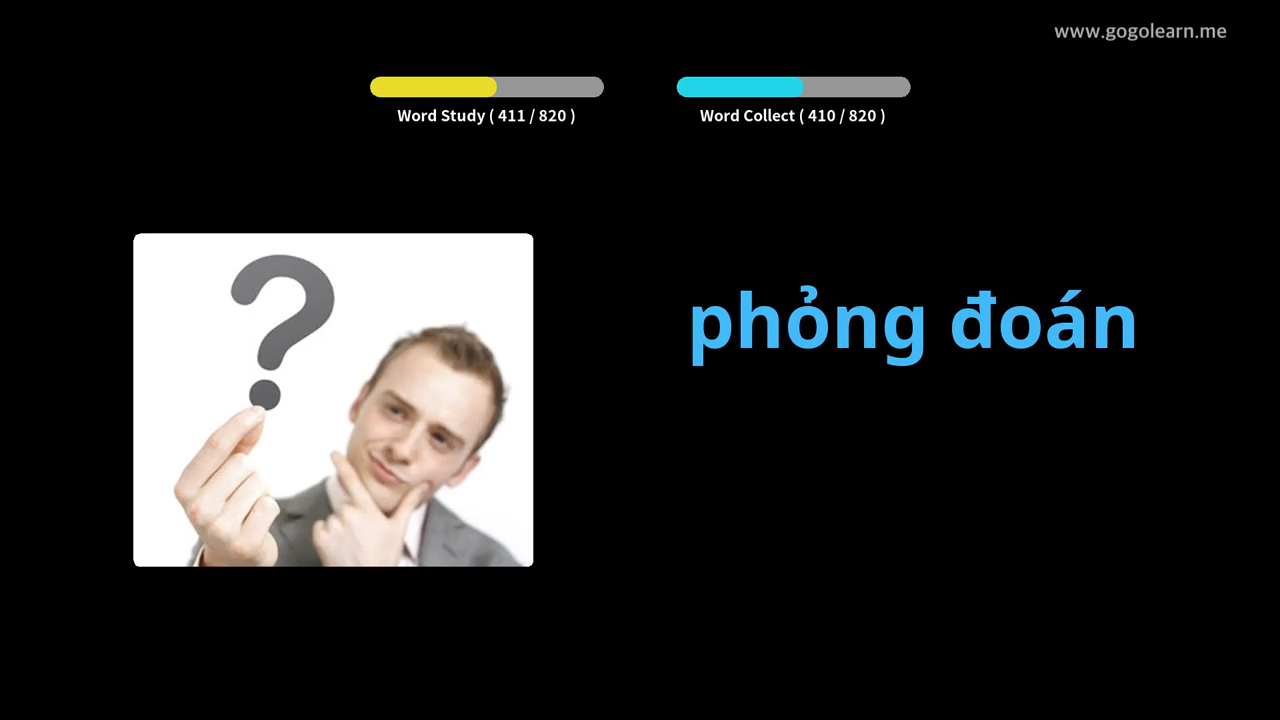 www.gogolearn.me
Word Study ( 411 / 820 )
Word Collect ( 410 / 820 )
?
phỏng đoán